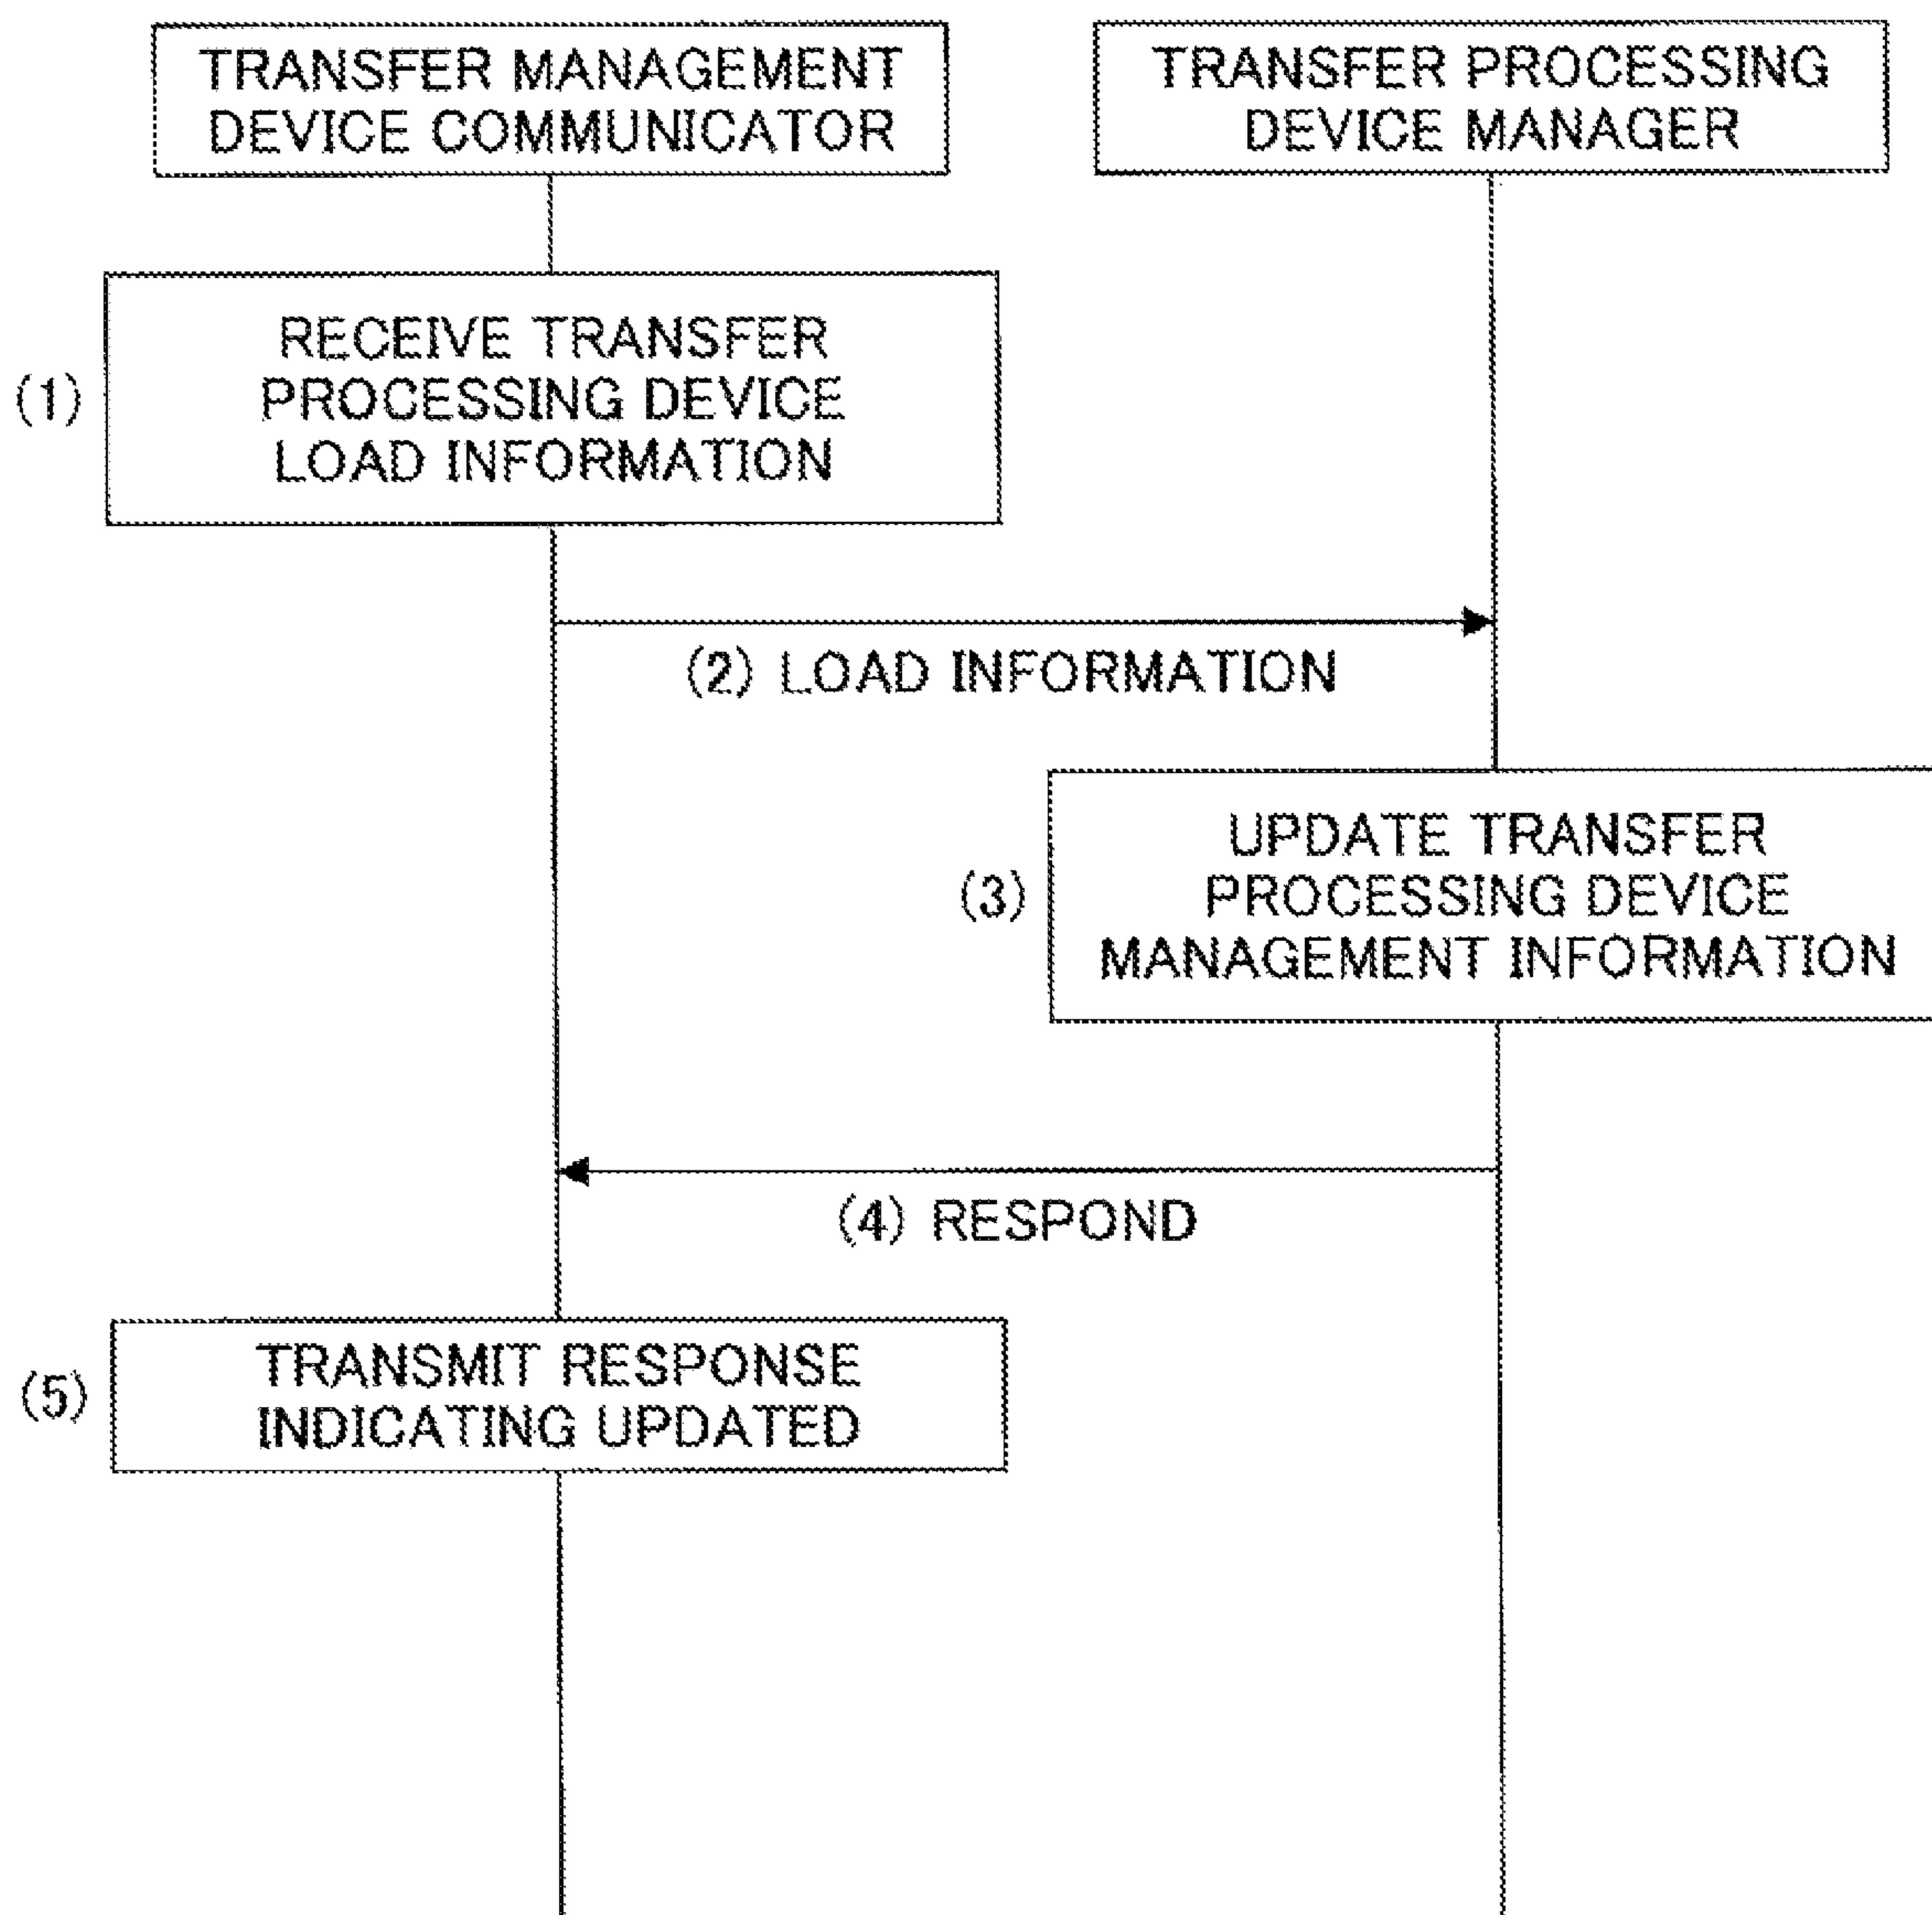 TRANSFER MANAGEMENT
DEVICE COMMUNICATOR
TRANSFER PROCESSING
DEVICE MANAGER
(1)
RECEIVE TRANSFER
PROCESSING DEVICE
LOAD INFORMATION
(2) LOAD INFORMATION
(3)
UPDATE TRANSFER
PROCESSING DEVICE
MANAGEMENT INFORMATION
(4) RESPOND
(5)
TRANSMIT RESPONSE
INDICATING UPDATED